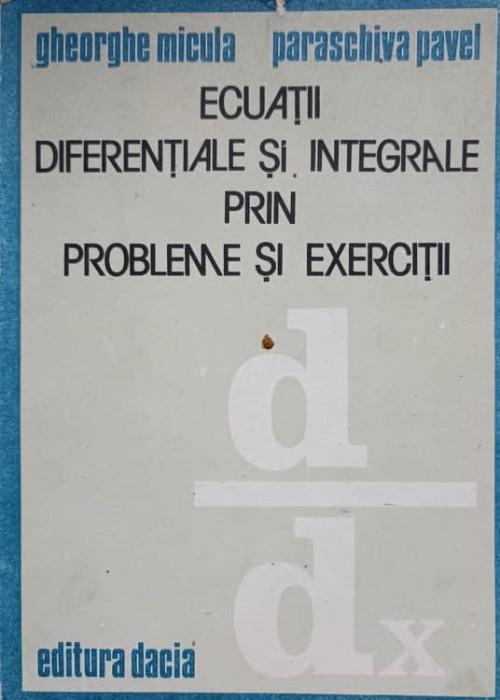 gheorghe micula paraschiva pavel
ECUAȚII
DIFERENȚIALE ȘI INTEGRALE
PRIN
PROBLEME ȘI EXERCIȚII
d
dx
editura dacia